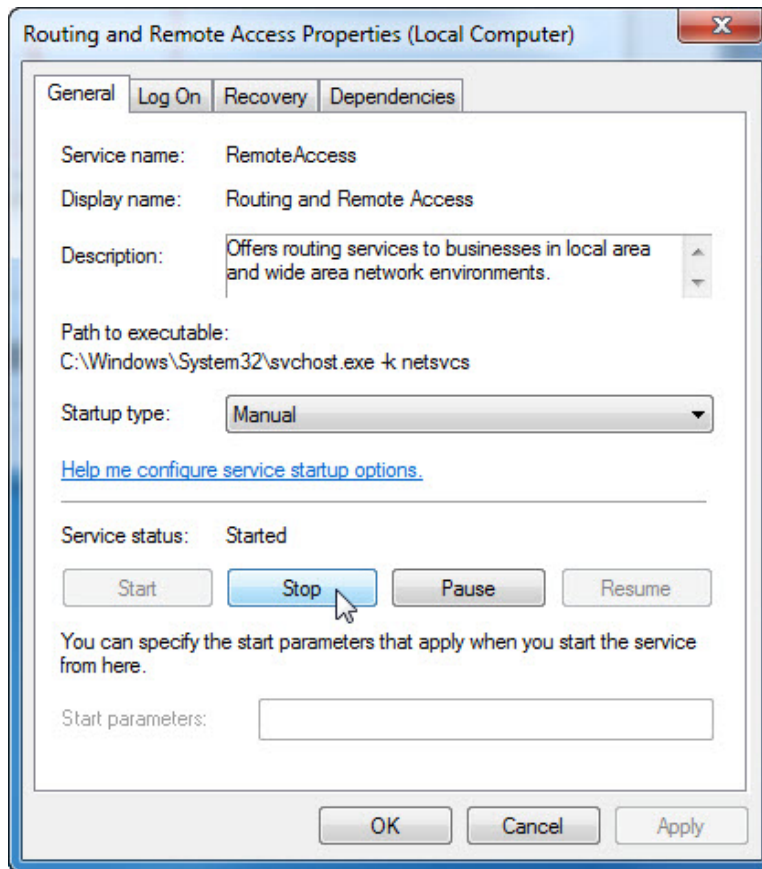 Routing and Remote Access Properties (Local Computer)
General Log On Recovery Dependencies
Service name: RemoteAccess
Display name: Routing and Remote Access
Description: Offers routing services to businesses in local area
and wide area network environments.
Path to executable:
C:\Windows\System32\svchost.exe -k netsvcs
Startup type: Manual
Help me configure service startup options.
Service status: Started
Start Stop Pause Resume
You can specify the start parameters that apply when you start the service
from here.
Start parameters:
OK Cancel Apply